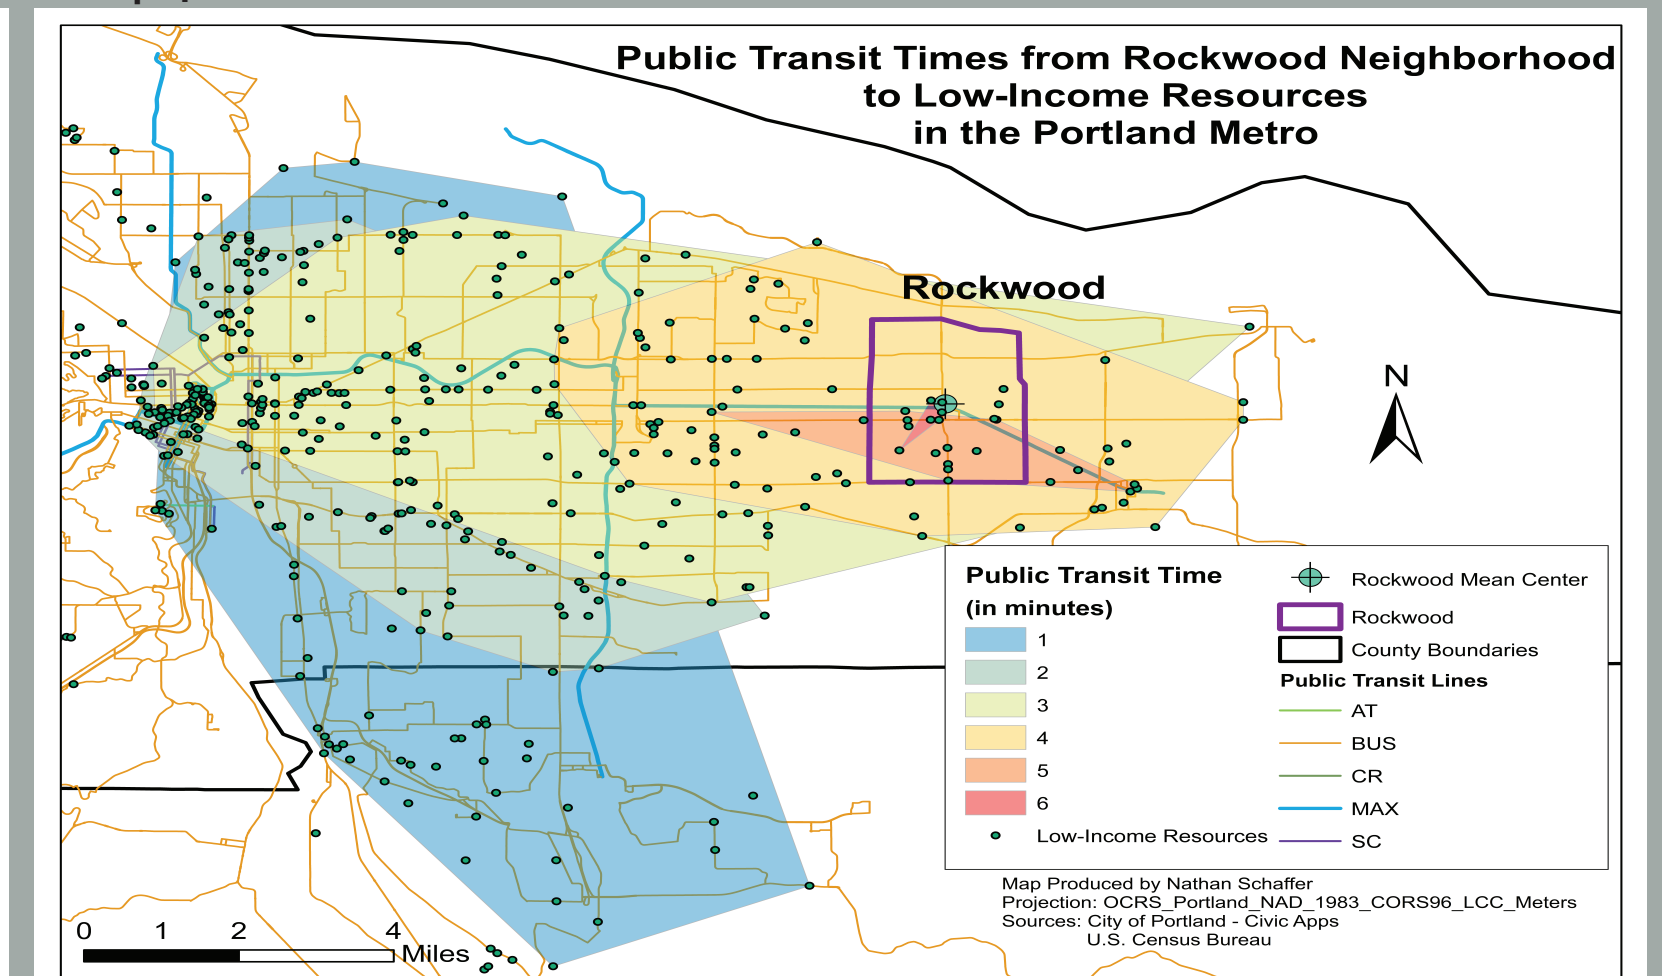 Public Transit Times from Rockwood Neighborhood
to Low-Income Resources
in the Portland Metro
Rockwood
N
Public Transit Time
(in minutes)
1
2
3
4
5
6
Low-Income Resources
Rockwood Mean Center
Rockwood
County Boundaries
Public Transit Lines
AT
BUS
CR
MAX
SC
Map Produced by Nathan Schaffer
Projection: OCRS_Portland_NAD_1983_CORS96_LCC_Meters
Sources: City of Portland - Civic Apps
U.S. Census Bureau
0 1 2 4
Miles